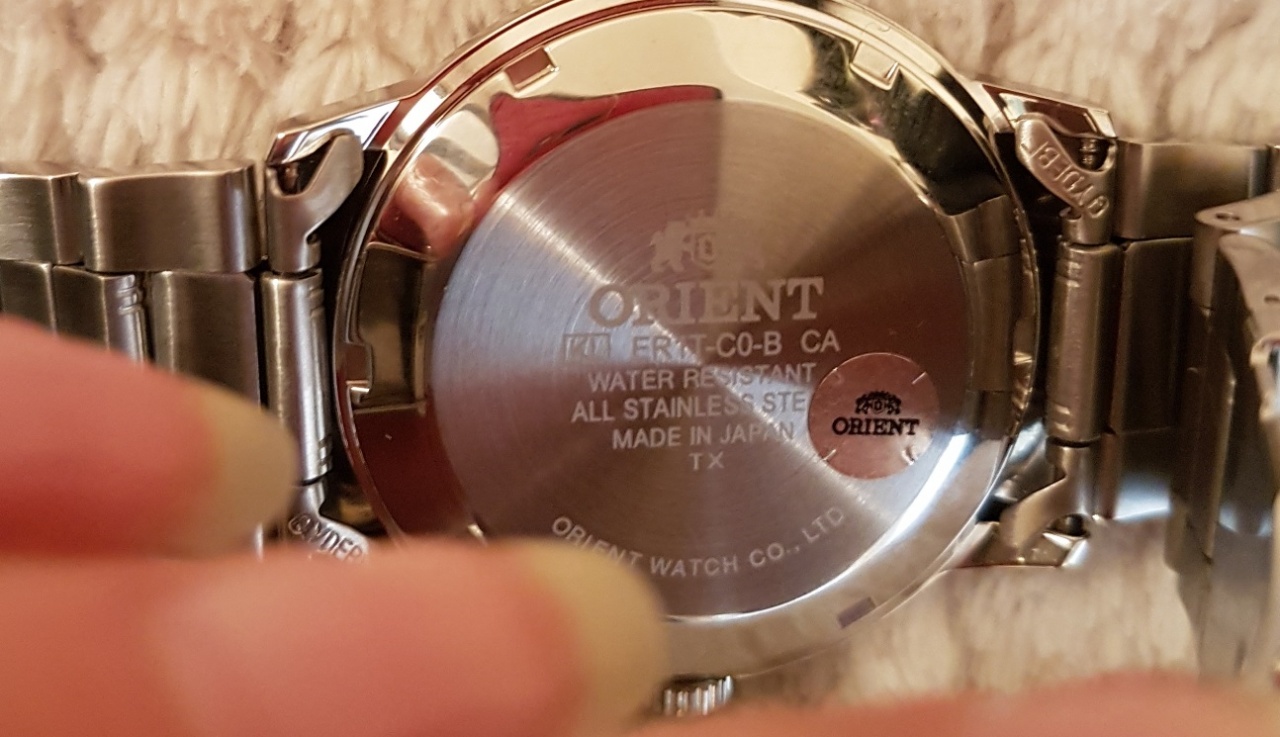 ORIENT
ER1T-C0-B CA
WATER RESISTANT
ALL STAINLESS STE
MADE IN JAPAN
TX
ORIENT WATCH CO., LTD
ORIENT